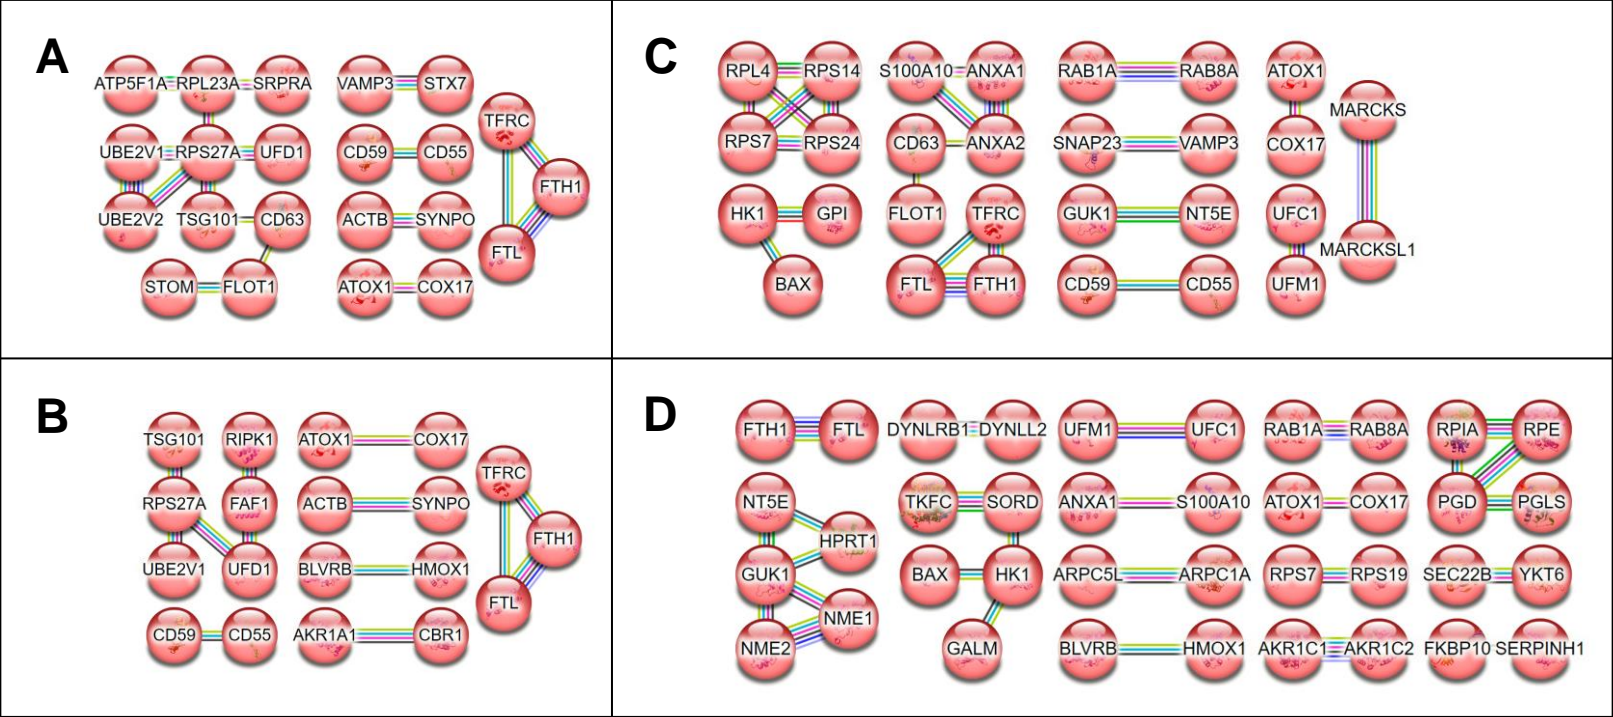 A
ATP5F1A RPL23A SRPRA VAMP3 STX7
TFRC
UBE2V1 RPS27A UFD1 CD59 CD55
FTH1
UBE2V2 TSG101 CD63 ACTB SYNPO
FTL
STOM FLOT1 ATOX1 COX17
C
RPL4 RPS14 S100A10 ANXA1 RAB1A RAB8A ATOX1
MARCKS
RPS7 RPS24 CD63 ANXA2 SNAP23 VAMP3 COX17
HK1 GPI FLOT1 TFRC GUK1 NT5E UFC1
MARCKSL1
BAX FTL FTH1 CD59 CD55 UFM1
B
TSG101 RIPK1 ATOX1 COX17
TFRC
RPS27A FAF1 ACTB SYNPO
FTH1
UBE2V1 UFD1 BLVRB HMOX1
FTL
CD59 CD55 AKR1A1 CBR1
D
FTH1 FTL DYNLRB1 DYNLL2 UFM1 UFC1 RAB1A RAB8A RPIA RPE
NT5E TKFC SORD ANXA1 S100A10 ATOX1 COX17 PGD PGLS
HPRT1
GUK1 BAX HK1 ARPC5L ARPC1A RPS7 RPS19 SEC22B YKT6
NME1
NME2 GALM BLVRB HMOX1 AKR1C1 AKR1C2 FKBP10 SERPINH1